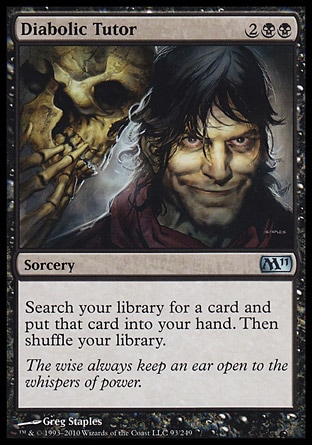 Diabolic Tutor 2
STAPLES
Sorcery M11
Search your library for a card and
put that card into your hand. Then
shuffle your library.
The wise always keep an ear open to the
whispers of power.
Greg Staples
™ & © 1993–2010 Wizards of the Coast LLC 93/249